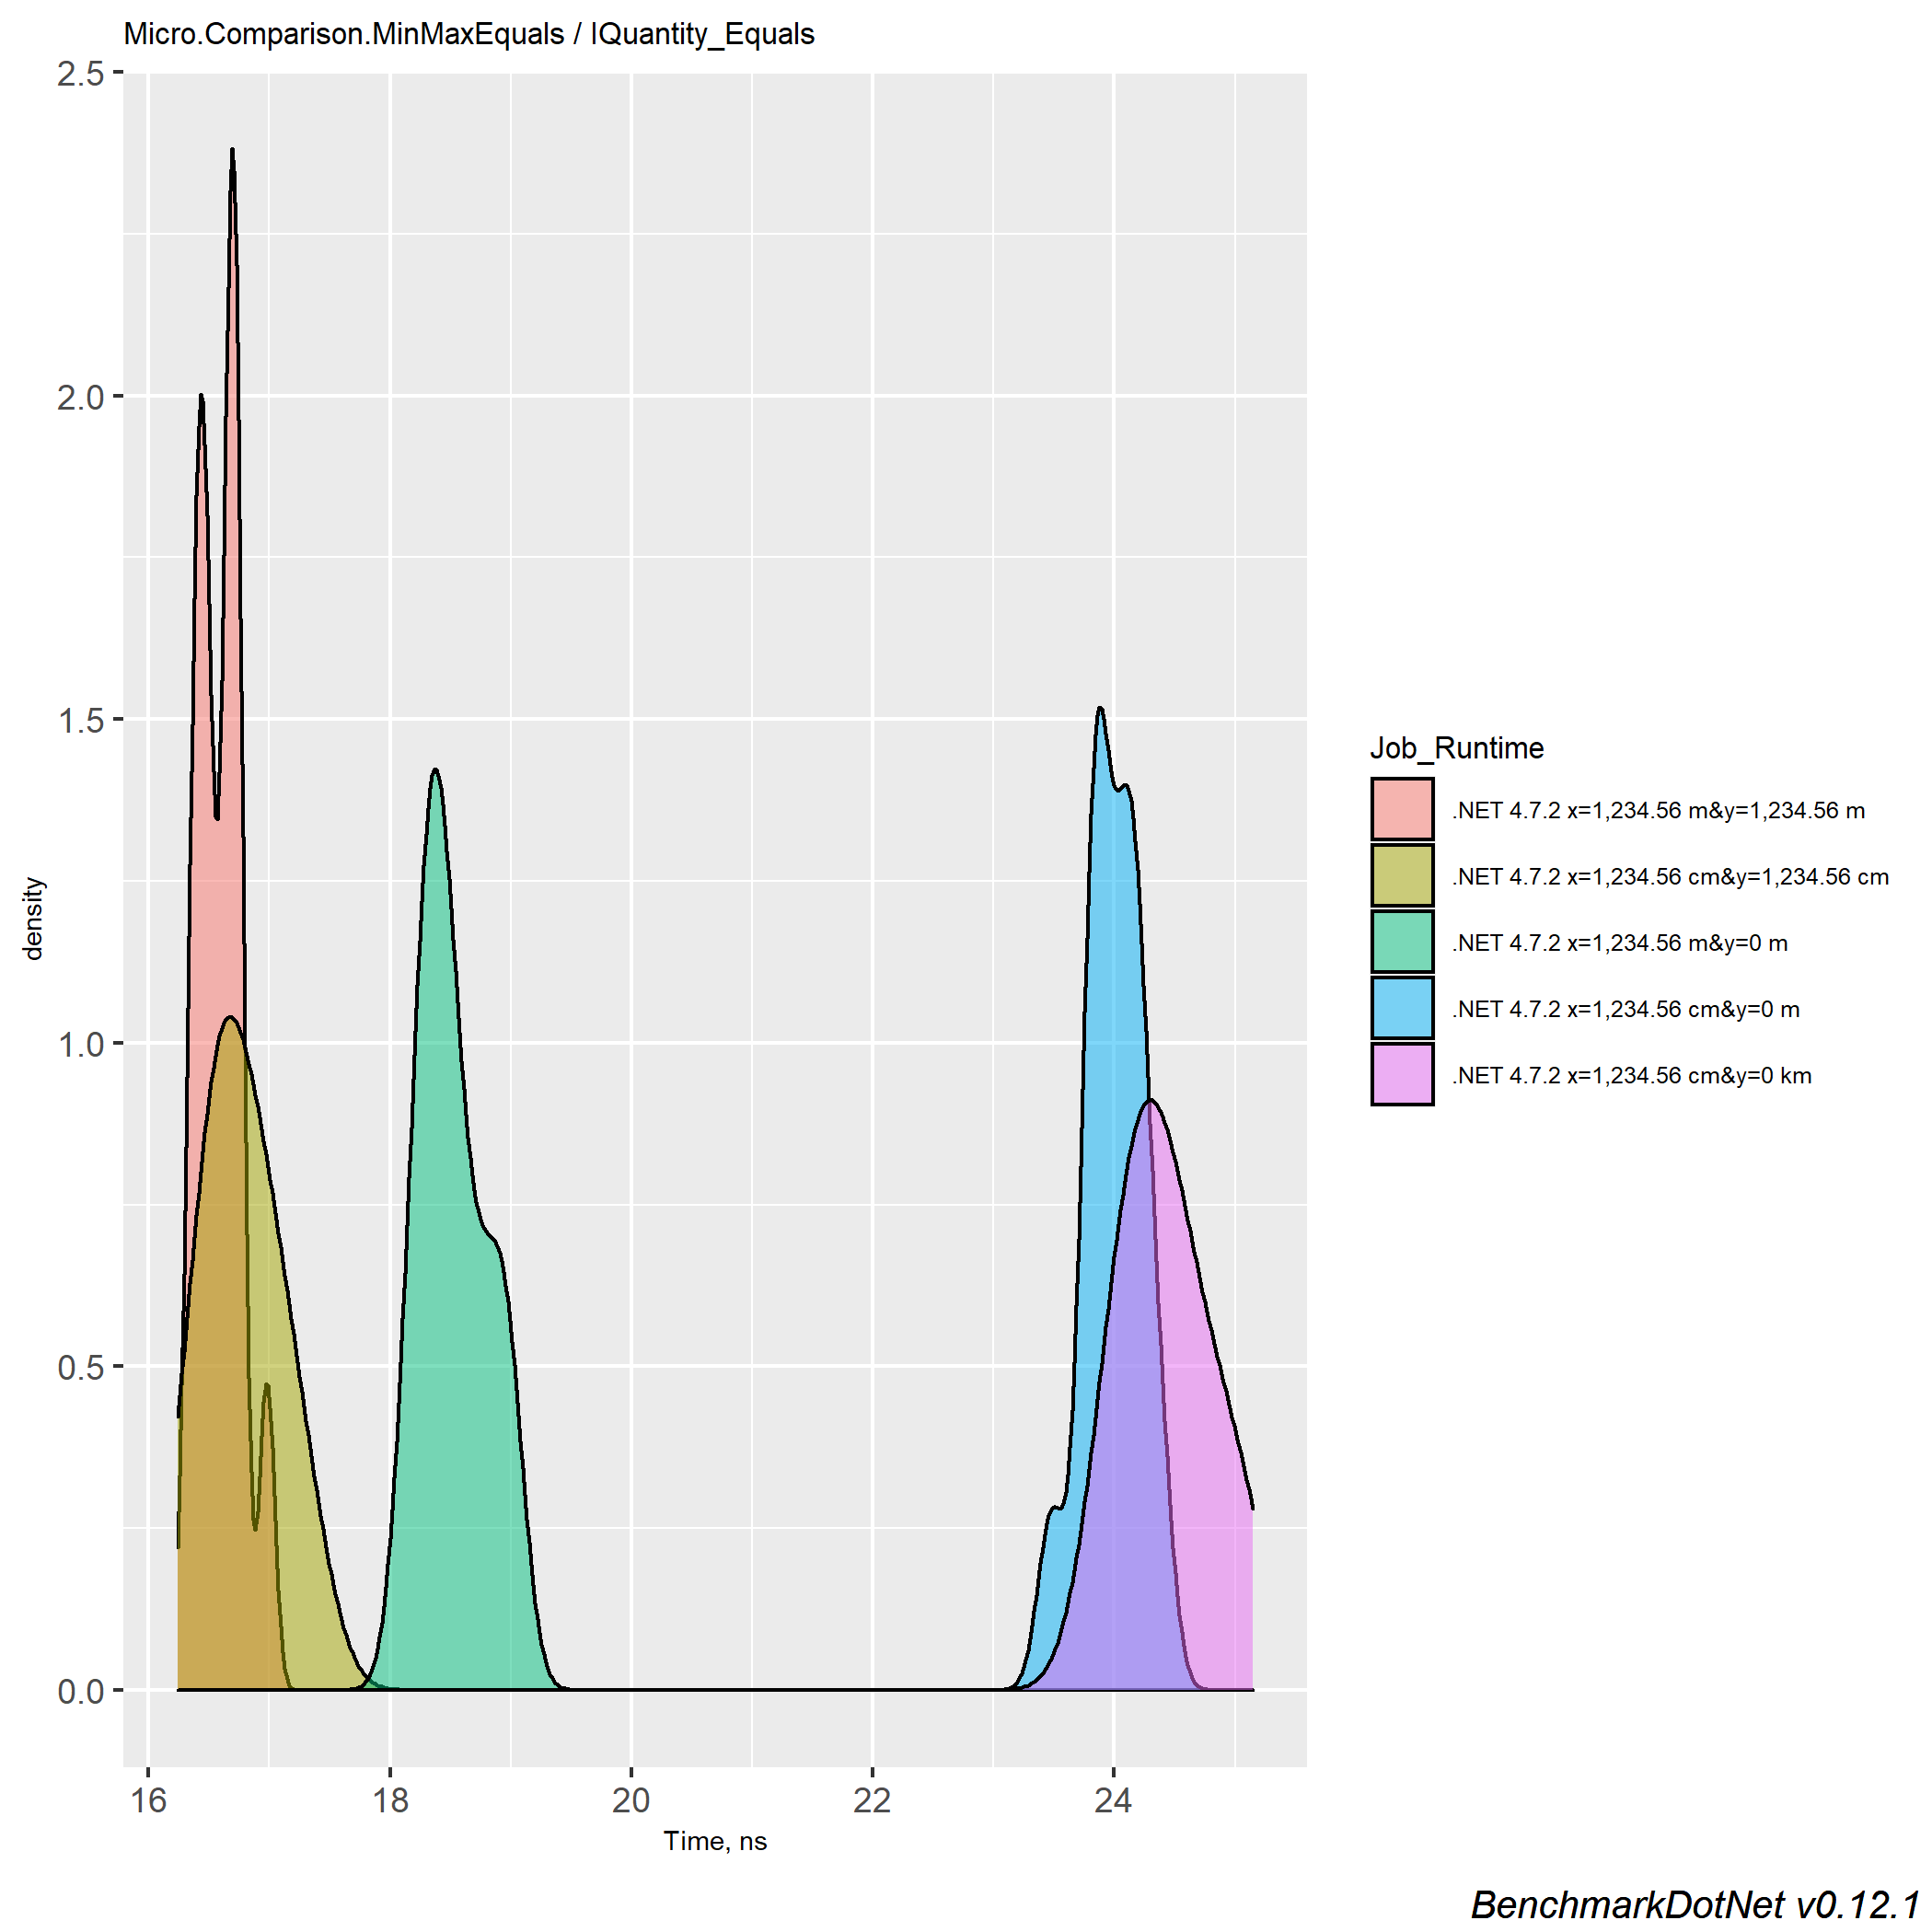 Micro.Comparison.MinMaxEquals / IQuantity_Equals
2.5
2.0
1.5
1.0
0.5
0.0
density
16 18 20 22 24
Time, ns
Job_Runtime
.NET 4.7.2 x=1,234.56 m&y=1,234.56 m
.NET 4.7.2 x=1,234.56 cm&y=1,234.56 cm
.NET 4.7.2 x=1,234.56 m&y=0 m
.NET 4.7.2 x=1,234.56 cm&y=0 m
.NET 4.7.2 x=1,234.56 cm&y=0 km
BenchmarkDotNet v0.12.1